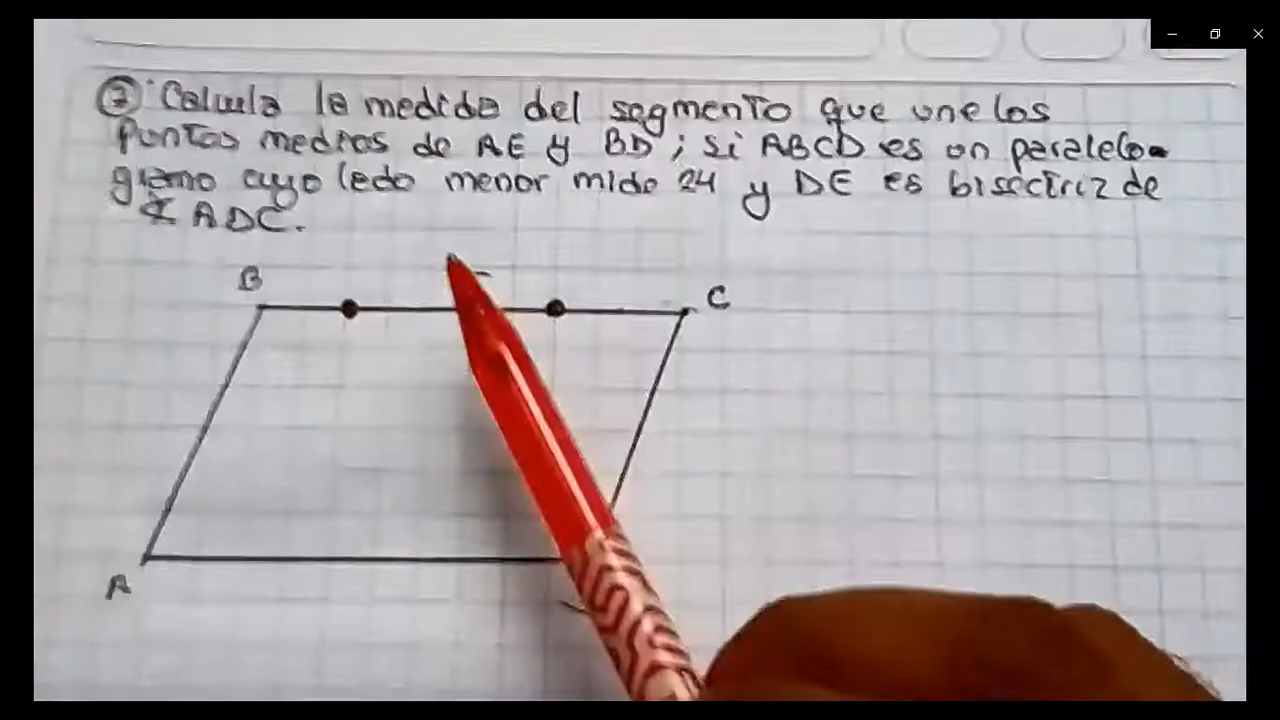 ② Calcula la medida del segmento que une los
puntos medios de AE y BD; si ABCD es un paralelo-
gramo cuyo lado menor mide 24 y DE es bisectriz de
∡ ADC.
B
C
A